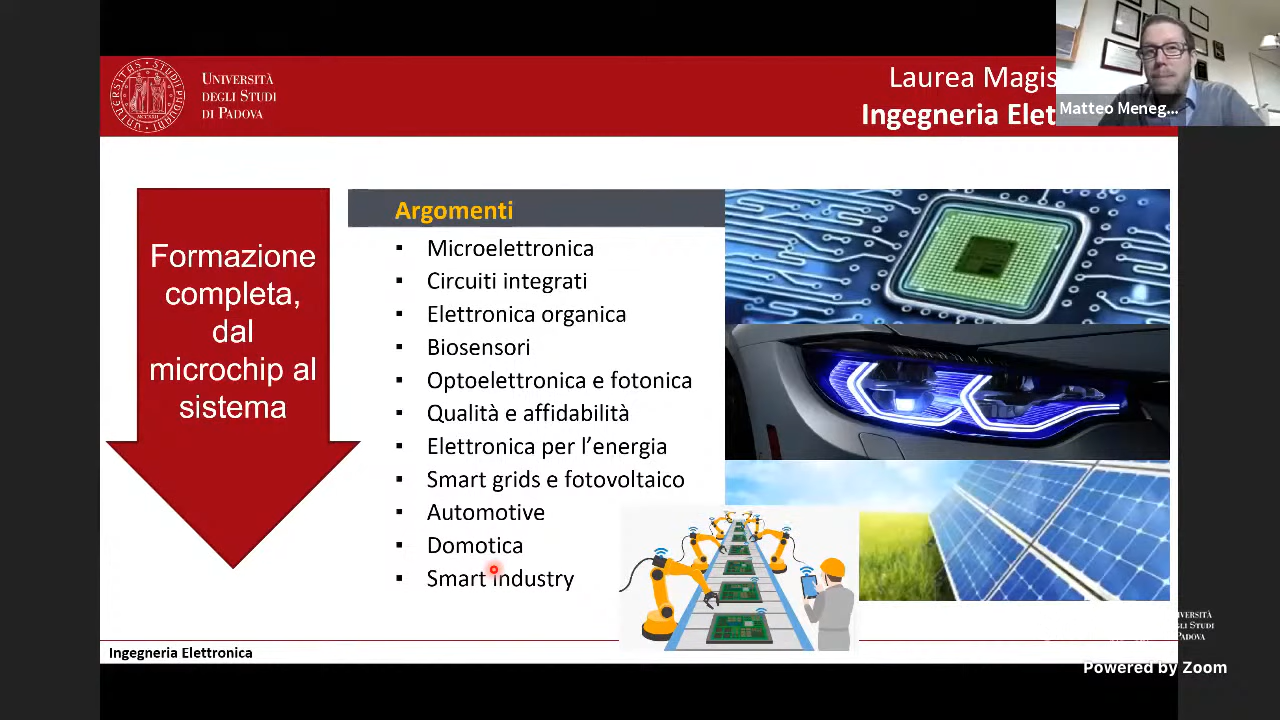 UNIVERSITÀ
DEGLI STUDI
DI PADOVA
Laurea Magis
Ingegneria Elet
Matteo Meneg...
Formazione
completa,
dal
microchip al
sistema
Argomenti
▪ Microelettronica
▪ Circuiti integrati
▪ Elettronica organica
▪ Biosensori
▪ Optoelettronica e fotonica
▪ Qualità e affidabilità
▪ Elettronica per l’energia
▪ Smart grids e fotovoltaico
▪ Automotive
▪ Domotica
▪ Smart Industry
Ingegneria Elettronica
PADOVA
Powered by Zoom